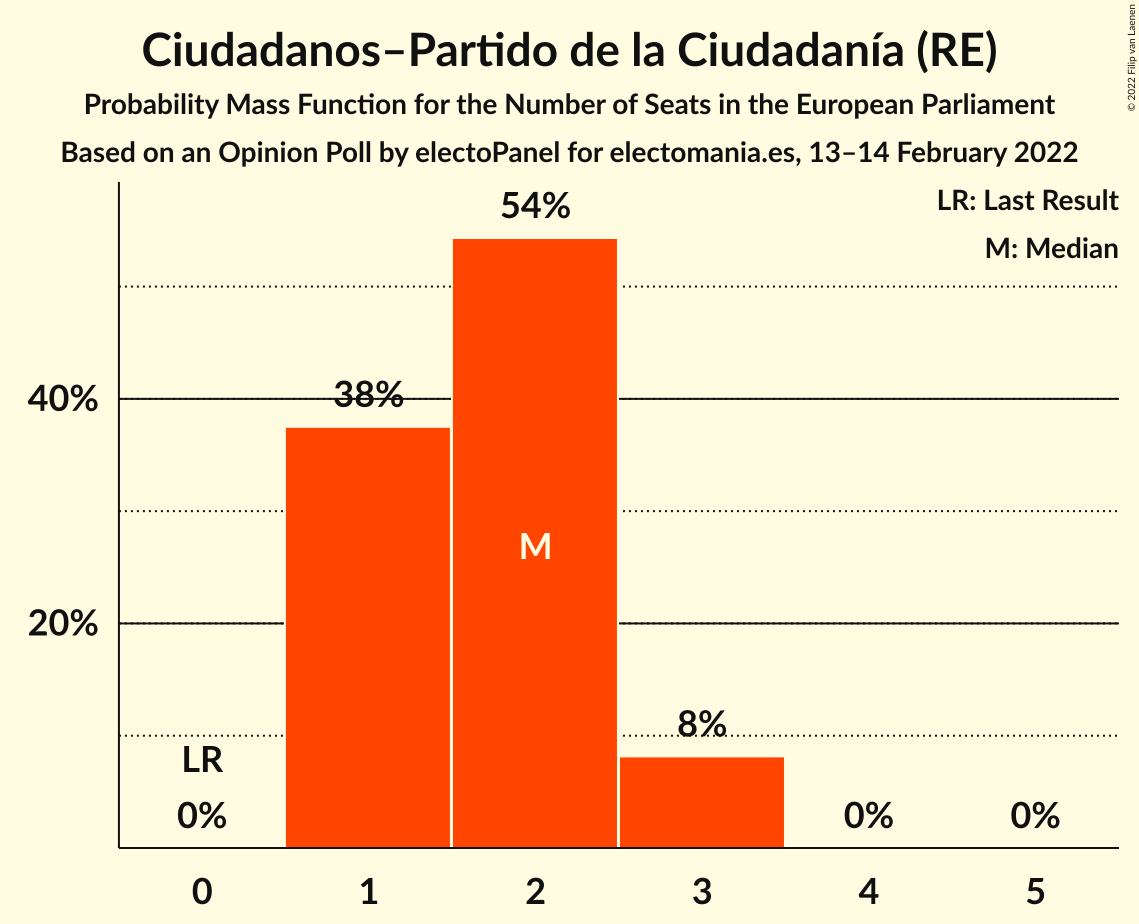 Ciudadanos–Partido de la Ciudadanía (RE)
Probability Mass Function for the Number of Seats in the European Parliament
Based on an Opinion Poll by electoPanel for electomania.es, 13–14 February 2022
© 2022 Filip van Laenen
LR: Last Result
M: Median
54%
40%
38%
M
20%
8%
LR
0%
0%
0%
0 1 2 3 4 5